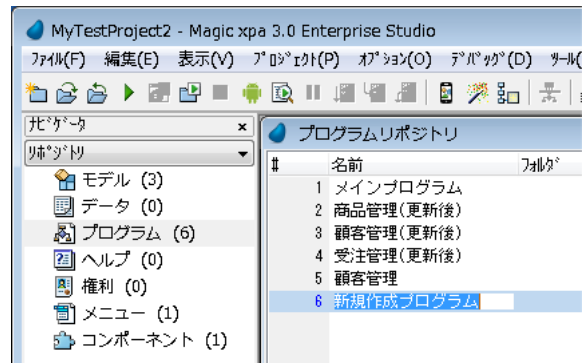 MyTestProject2 - Magic xpa 3.0 Enterprise Studio
ﾌｧｲﾙ(F) 編集(E) 表示(V) ﾌﾟﾛｼﾞｪｸﾄ(P) ｵﾌﾟｼｮﾝ(O) ﾃﾞﾊﾞｯｸﾞ(D) ﾂｰﾙ(
ﾅﾋﾞｹﾞｰﾀ
ﾘﾎﾟｼﾞﾄﾘ
モデル (3)
データ (0)
プログラム (6)
ヘルプ (0)
権利 (0)
メニュー (1)
コンポーネント (1)
プログラムリポジトリ
# 名前 ﾌｫﾙﾀﾞ
1 メインプログラム
2 商品管理(更新後)
3 顧客管理(更新後)
4 受注管理(更新後)
5 顧客管理
6 新規作成プログラム